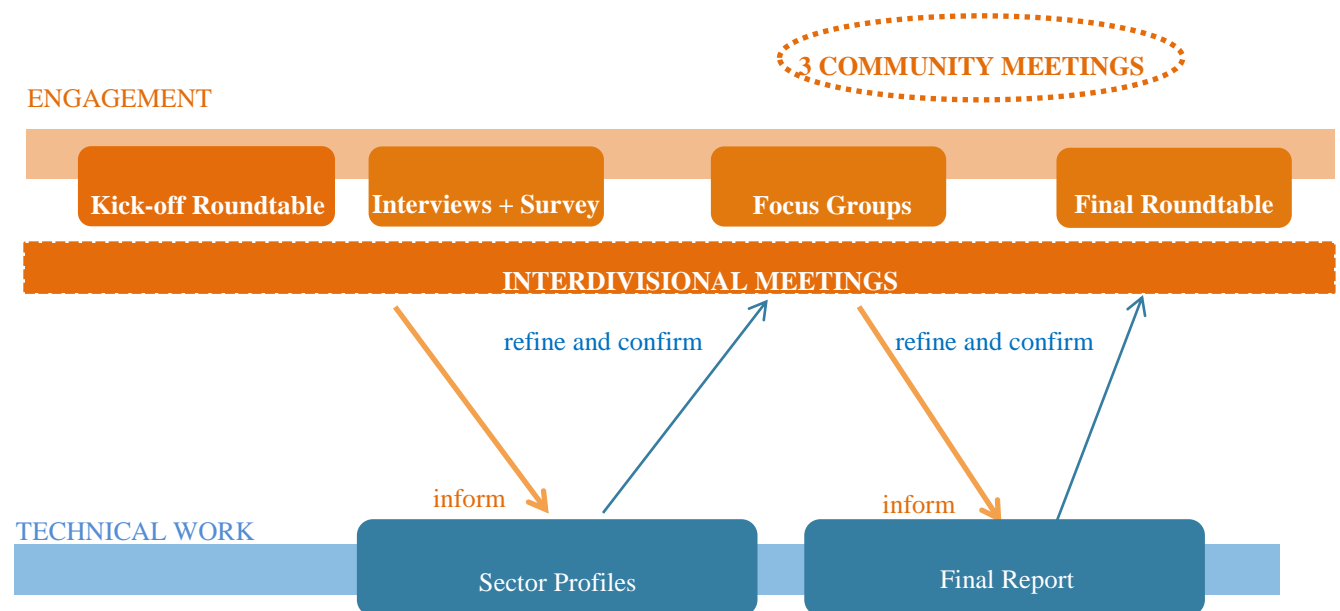 3 COMMUNITY MEETINGS
ENGAGEMENT
Kick-off Roundtable
Interviews + Survey
Focus Groups
Final Roundtable
INTERDIVISIONAL MEETINGS
refine and confirm
refine and confirm
inform
inform
TECHNICAL WORK
Sector Profiles
Final Report